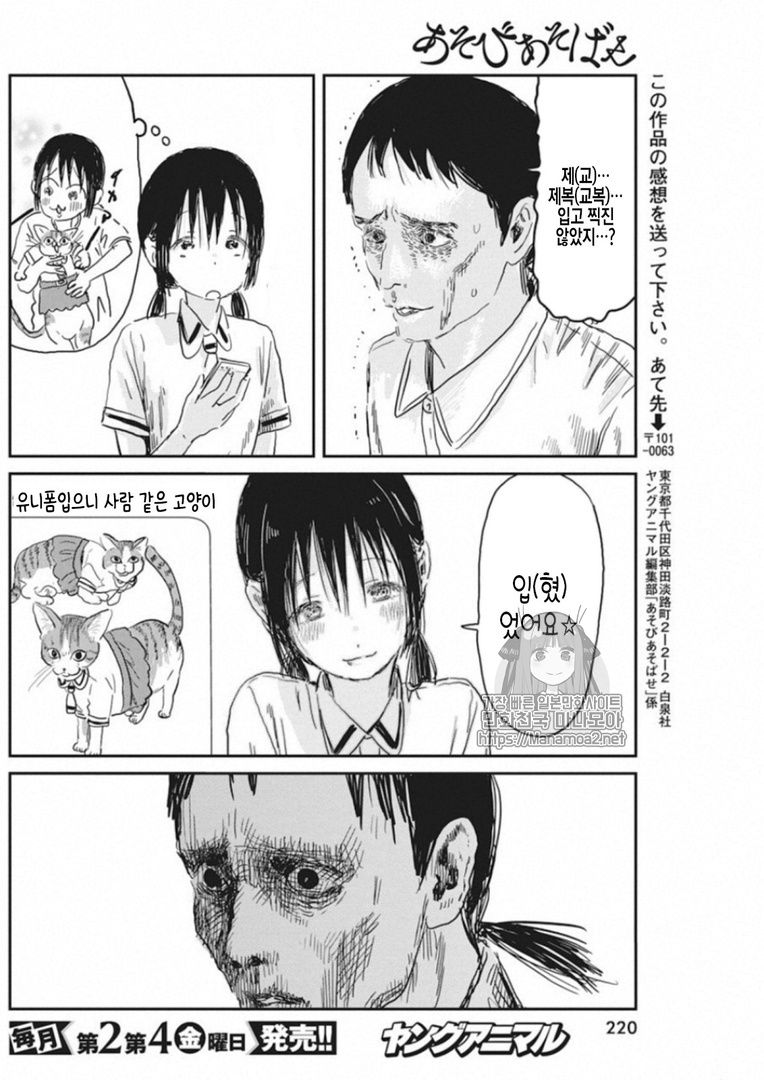 あそびあそばせ
この作品の感想を送って下さい。あて先➡
〒101
-0063
東京都千代田区神田淡路町2-2-2 白泉社
ヤングアニマル編集部「あそびあそばせ」係
제(교)…
제복(교복)…
입고 찍진
않았지…?
유니폼입으니 사람 같은 고양이
입(혔)
었어요☆
가장 빠른 일본만화사이트
만화천국 마나모아
https://Manamoa2.net
毎月 第2第4金曜日 発売!!
ヤングアニマル
220